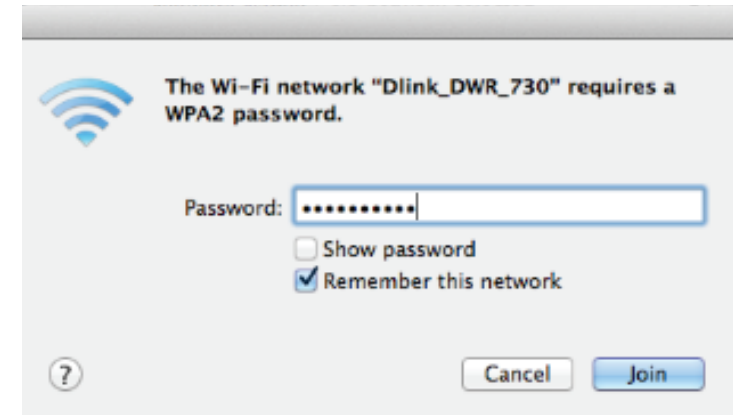 The Wi-Fi network "Dlink_DWR_730" requires a
WPA2 password.
Password: ••••••••••
Show password
Remember this network
?
Cancel
Join